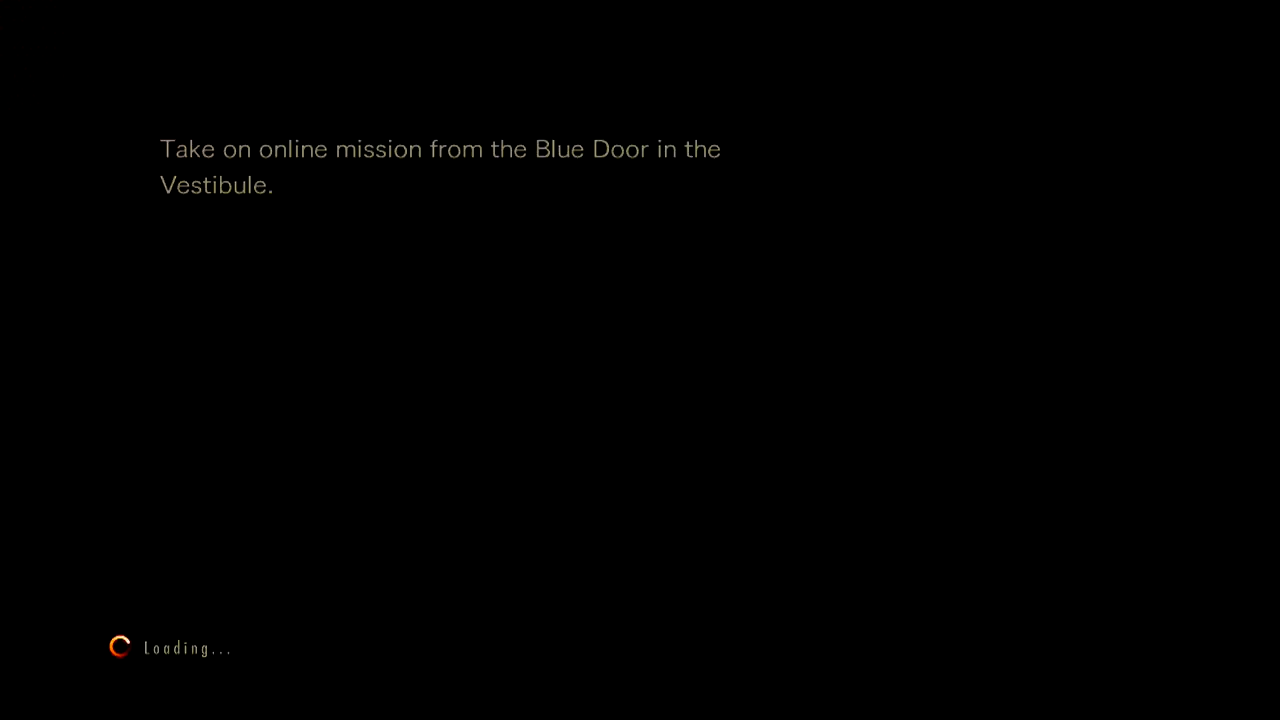 Take on online mission from the Blue Door in the
Vestibule.
Loading...